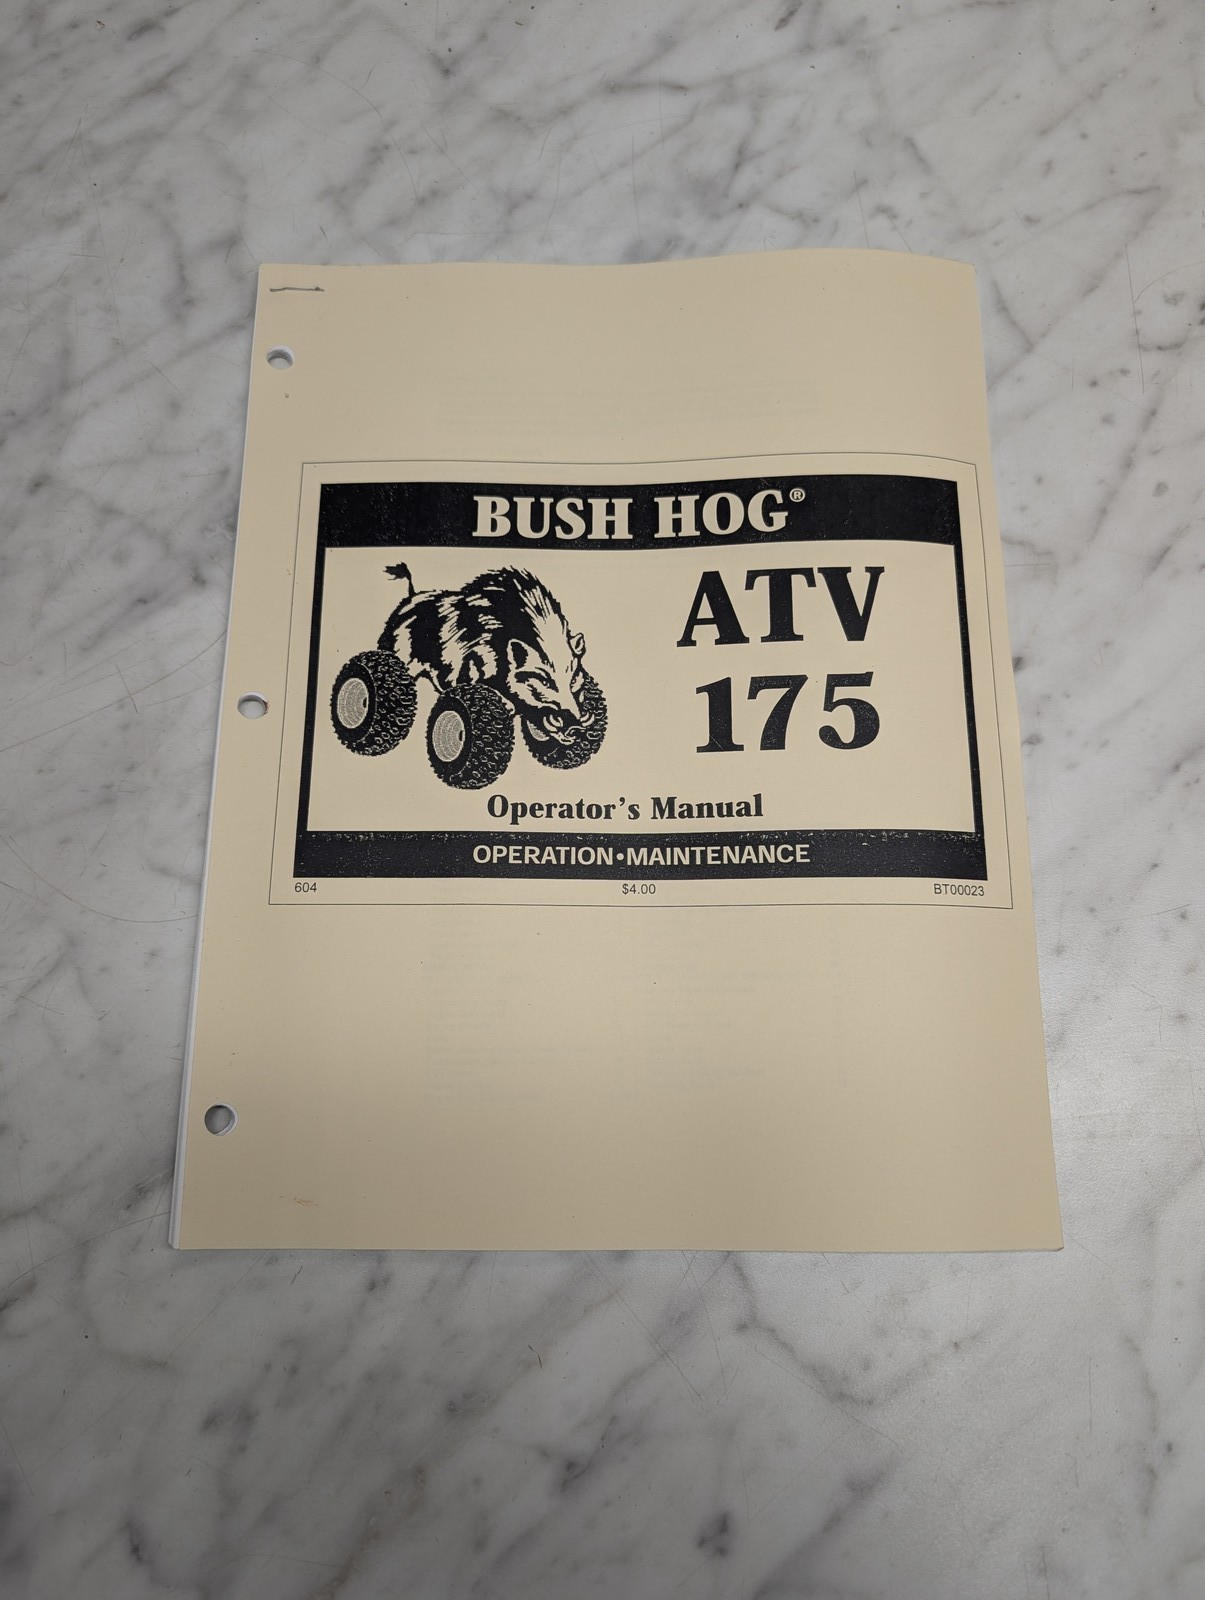 BUSH HOG®
ATV
175
Operator's Manual
OPERATION•MAINTENANCE
604 $4.00 BT00023